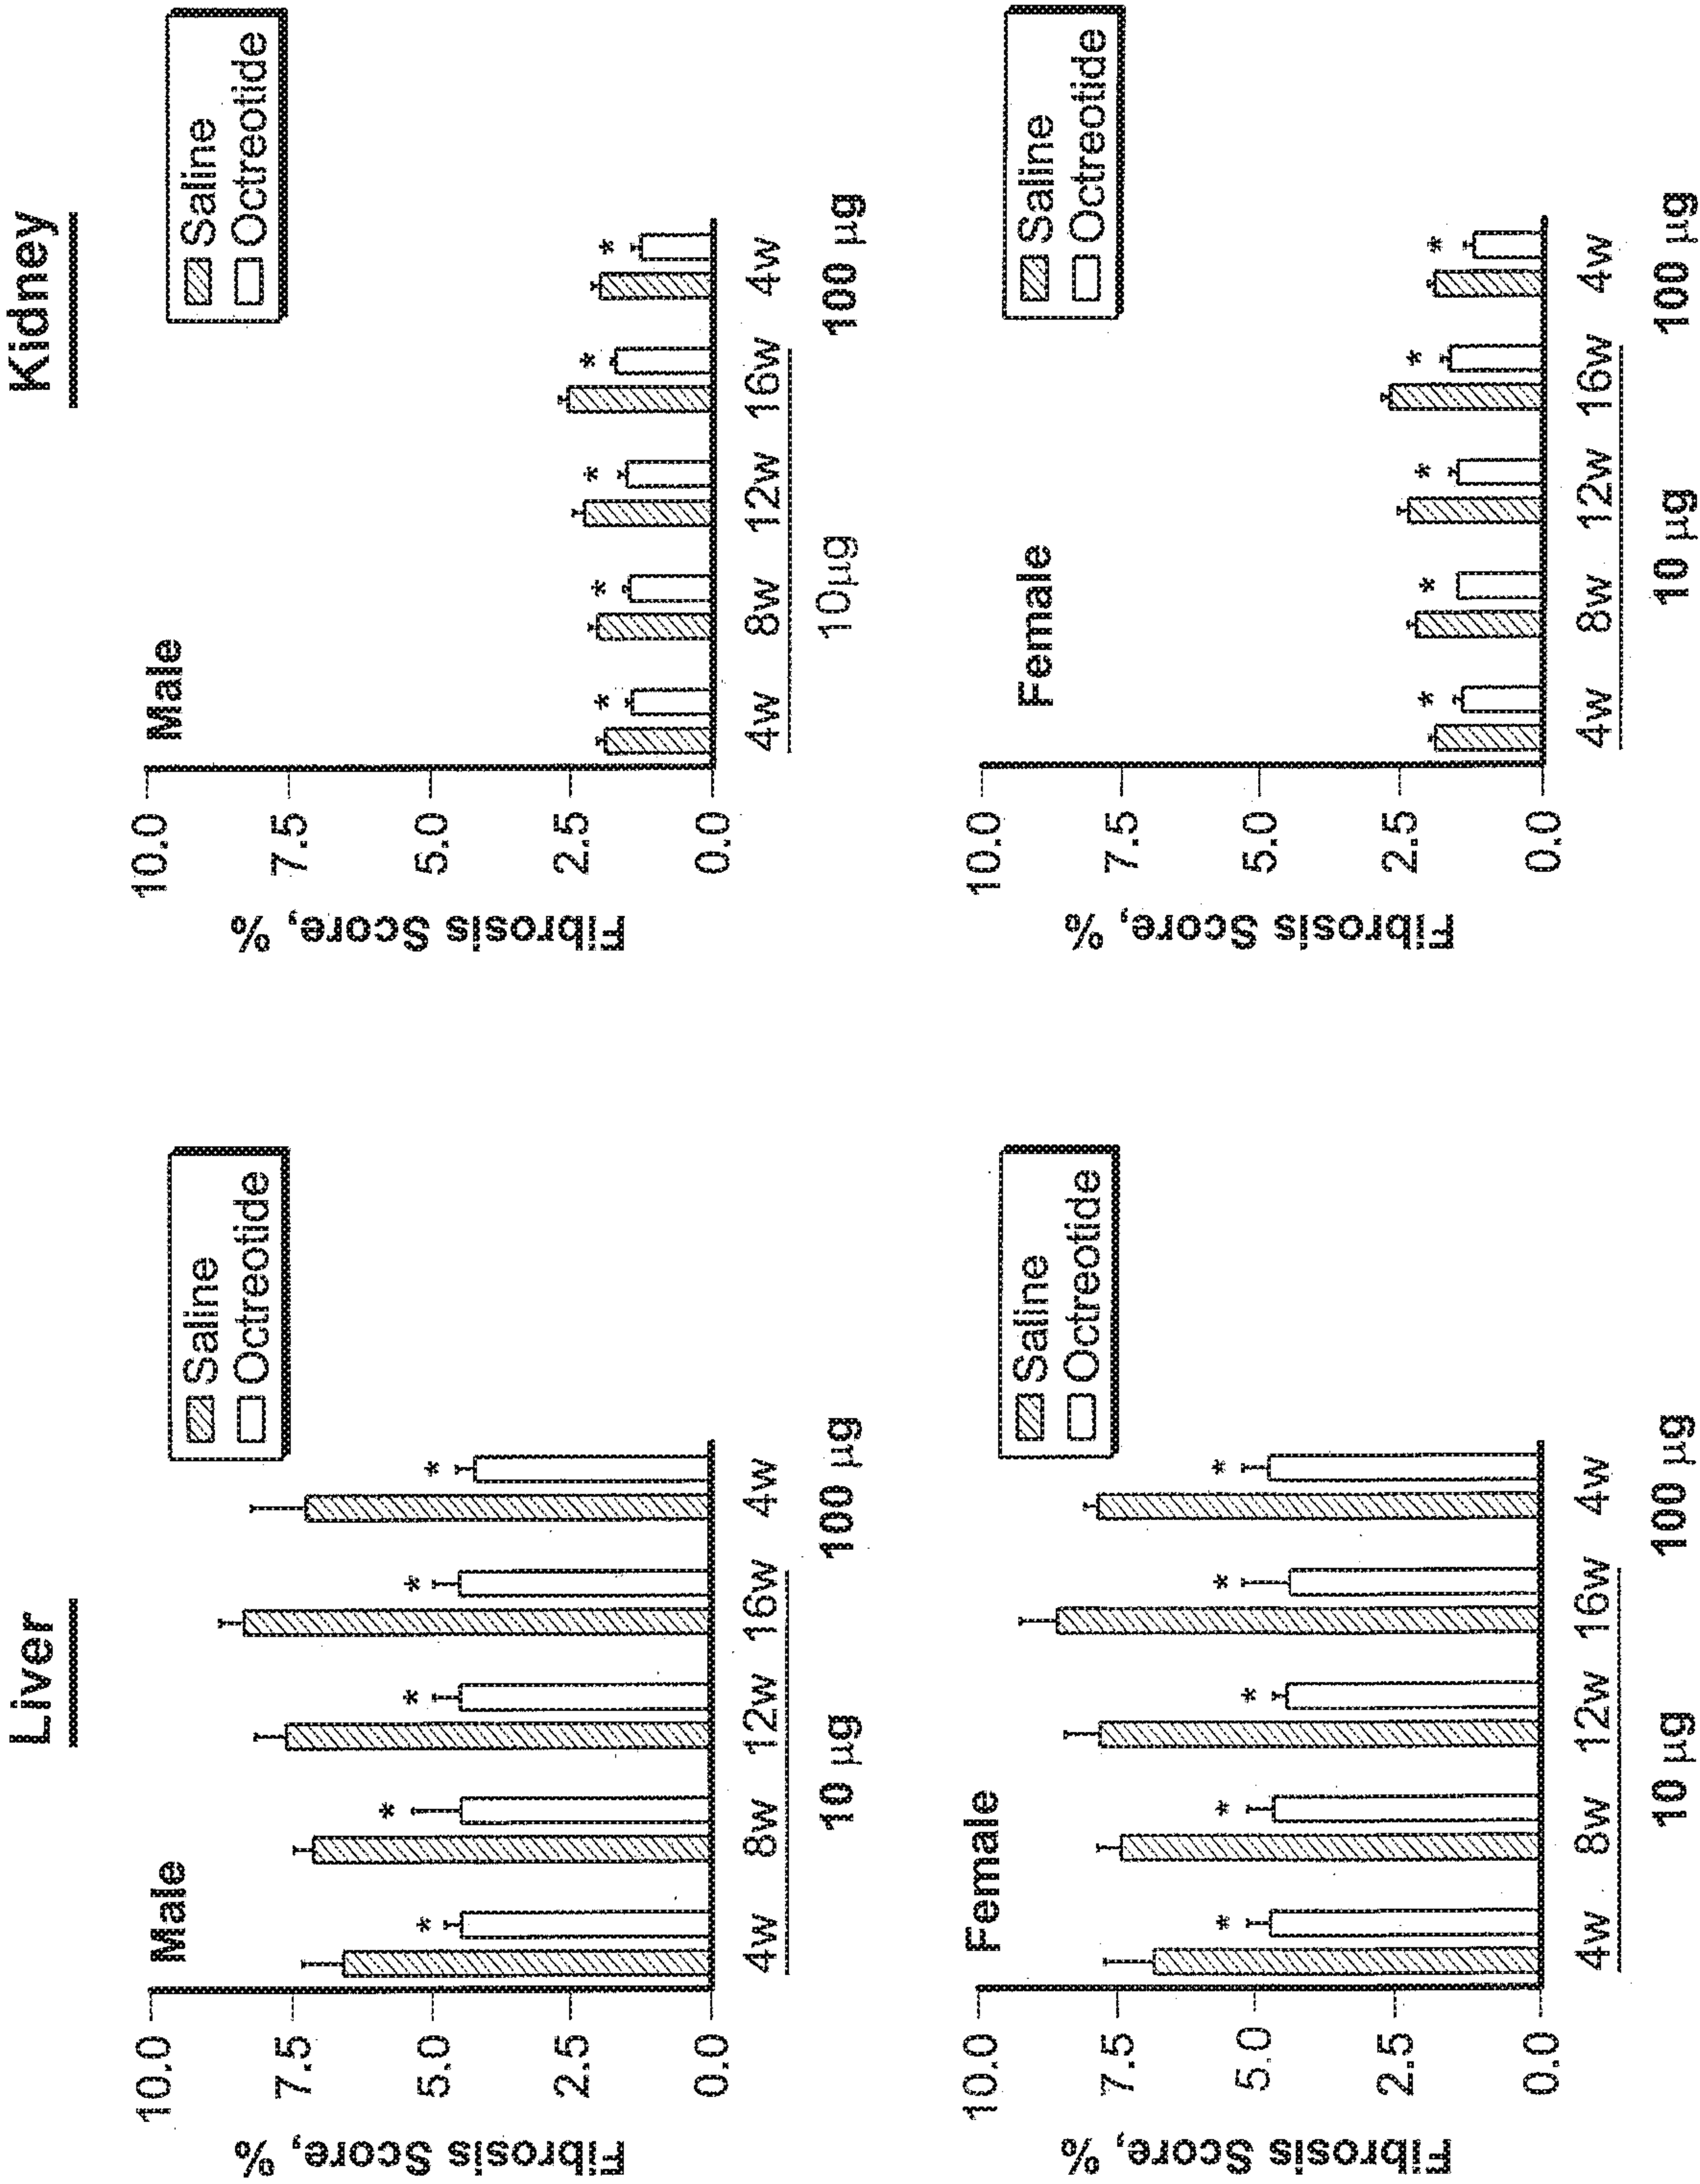 Liver
Male
Saline
Octreotide
Fibrosis Score, %
10.0
7.5
5.0
2.5
0.0
4w 8w 12w 16w 4w
10 µg 100 µg
Female
Saline
Octreotide
Fibrosis Score, %
10.0
7.5
5.0
2.5
0.0
4w 8w 12w 16w 4w
10 µg 100 µg
Kidney
Male
Saline
Octreotide
Fibrosis Score, %
10.0
7.5
5.0
2.5
0.0
* * * * *
4w 8w 12w 16w 4w
10µg 100 µg
Female
Saline
Octreotide
Fibrosis Score, %
10.0
7.5
5.0
2.5
0.0
* * * * *
4w 8w 12w 16w 4w
10 µg 100 µg